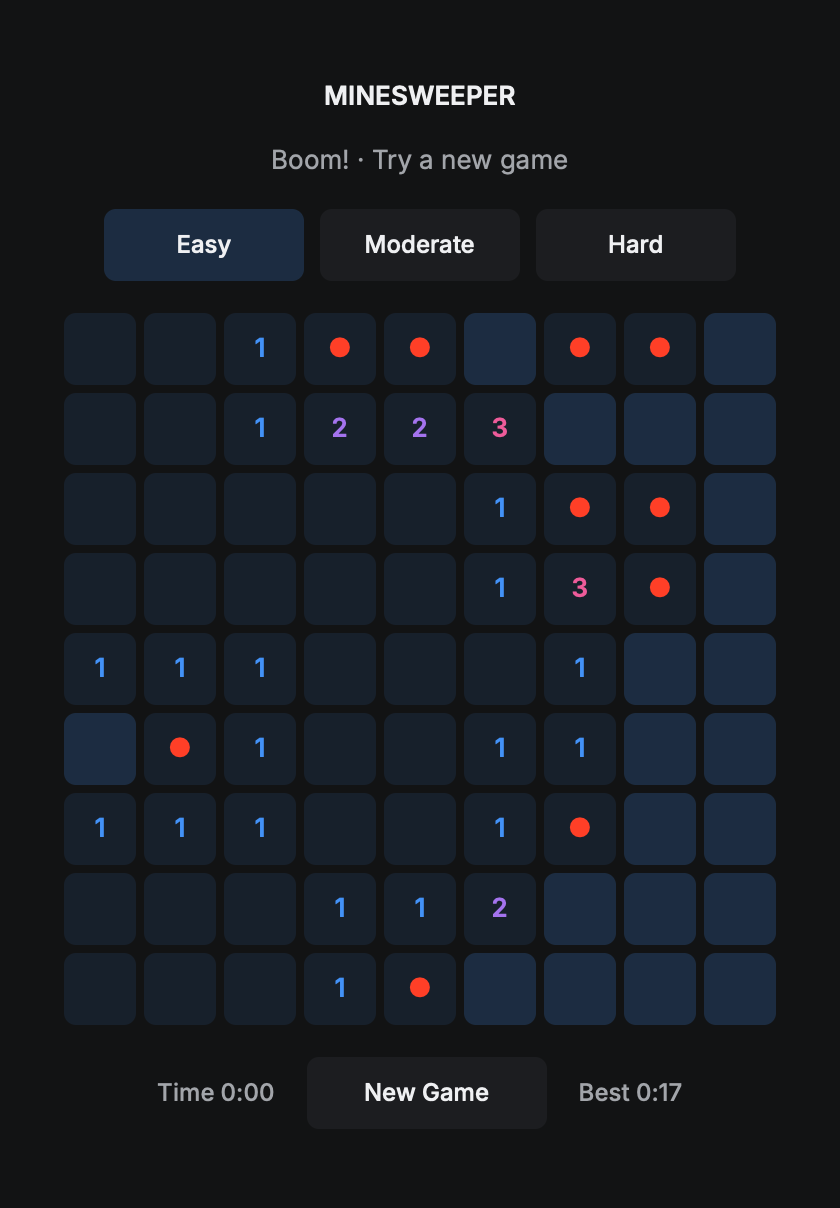 MINESWEEPER
Boom! · Try a new game
Easy Moderate Hard
1
1 2 2 3
1
1 3
1 1 1 1
1 1 1
1 1 1 1
1 1 2
1
Time 0:00 New Game Best 0:17